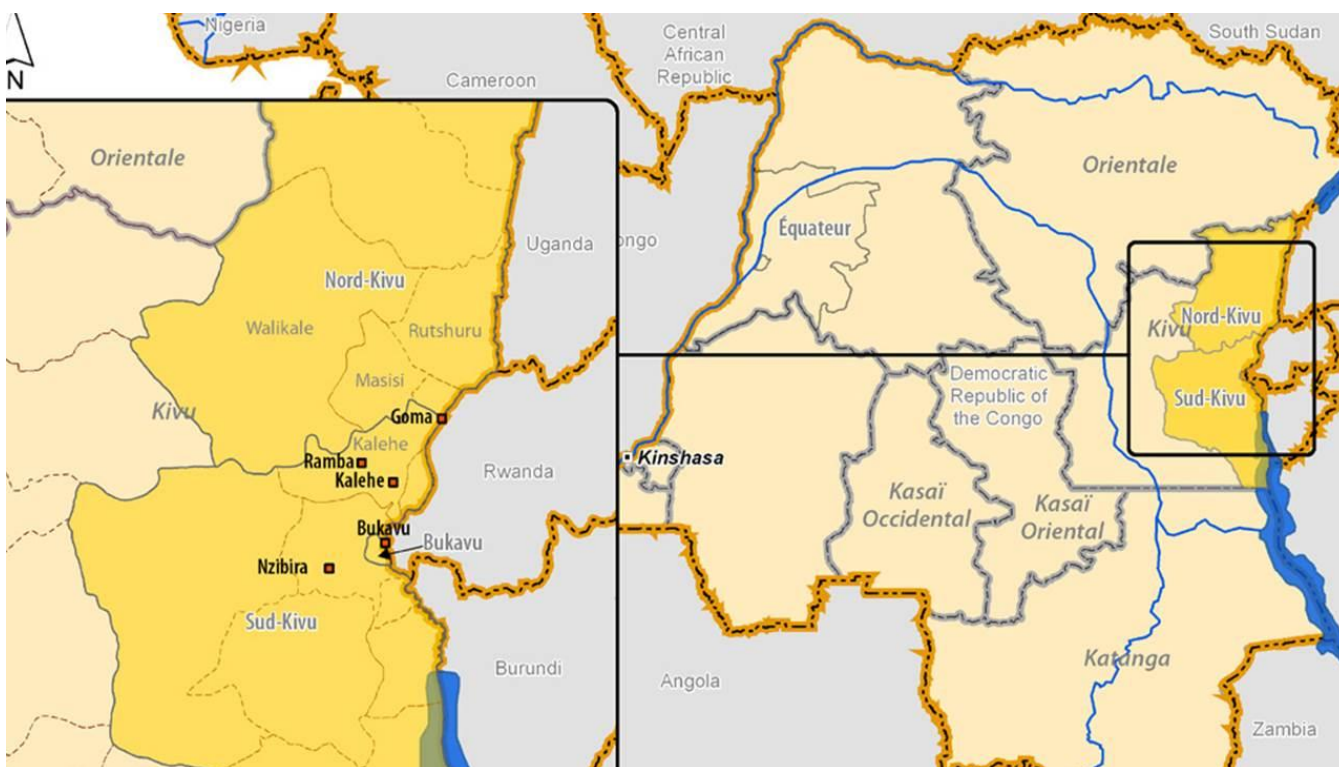 Nigeria
N
Cameroon
Central
African
Republic
South Sudan
Orientale
Uganda
ongo
Nord-Kivu
Walikale
Rutshuru
Masisi
Kivu
Goma
Kalehe
Ramba
Kalehe
Rwanda
Bukavu
Bukavu
Nzibira
Sud-Kivu
Burundi
Orientale
Équateur
Nord-Kivu
Kivu
Sud-Kivu
Democratic
Republic of
the Congo
Kinshasa
Kasaï
Occidental
Kasaï
Oriental
Katanga
Angola
Zambia